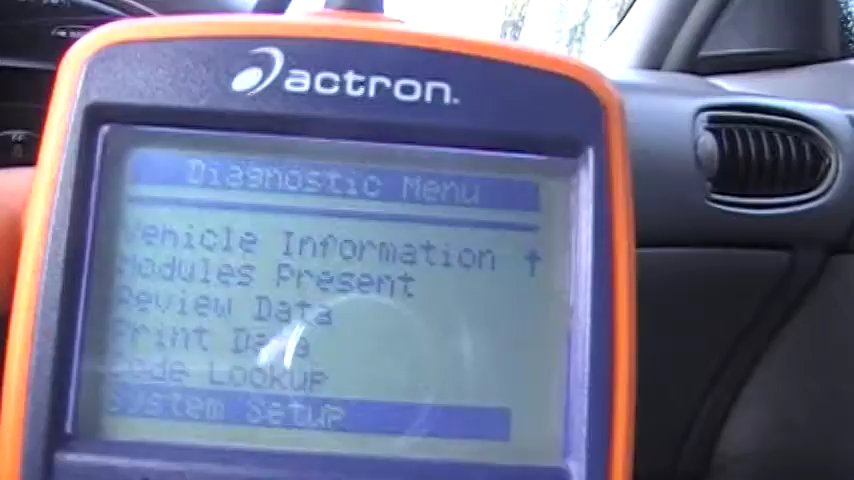 actron.
Diagnostic Menu
Vehicle Information ↑
Modules Present
Review Data
Print Data
Code Lookup
System Setup